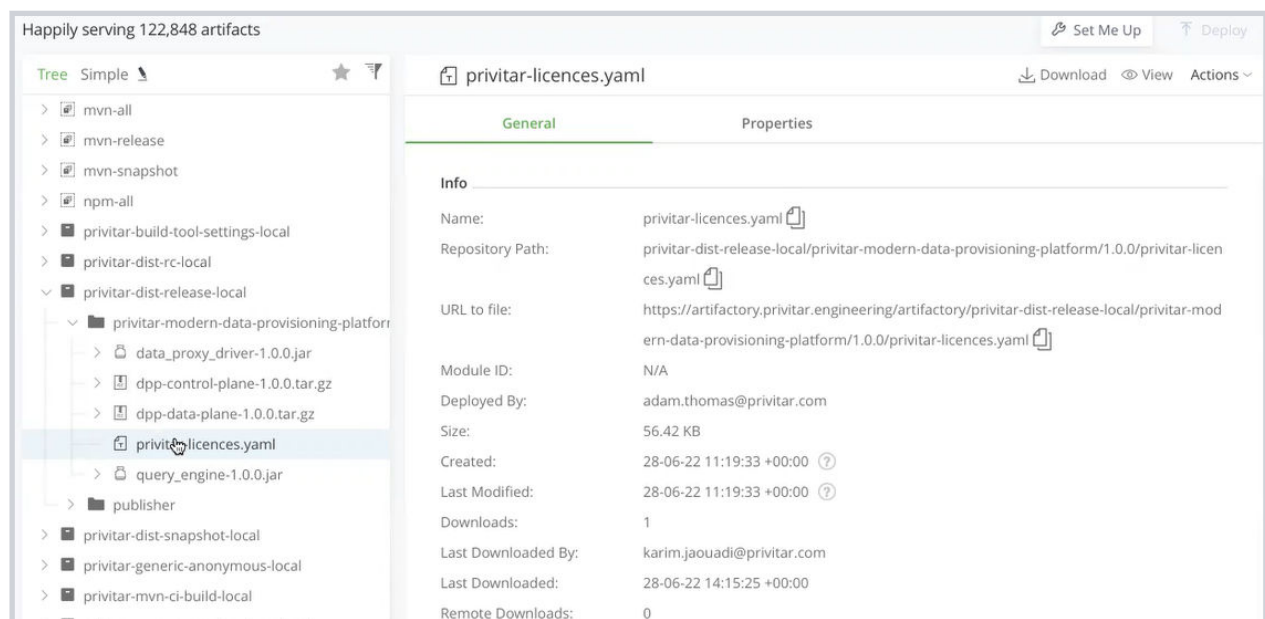 Happily serving 122,848 artifacts
Set Me Up
Deploy
Tree Simple
privitar-licences.yaml
Download View Actions
mvn-all
mvn-release
mvn-snapshot
npm-all
privitar-build-tool-settings-local
privitar-dist-rc-local
privitar-dist-release-local
privitar-modern-data-provisioning-platfor
data_proxy_driver-1.0.0.jar
dpp-control-plane-1.0.0.tar.gz
dpp-data-plane-1.0.0.tar.gz
privitar-licences.yaml
query_engine-1.0.0.jar
publisher
privitar-dist-snapshot-local
privitar-generic-anonymous-local
privitar-mvn-ci-build-local
General Properties
Info
Name: privitar-licences.yaml
Repository Path: privitar-dist-release-local/privitar-modern-data-provisioning-platform/1.0.0/privitar-licen
ces.yaml
URL to file: https://artifactory.privitar.engineering/artifactory/privitar-dist-release-local/privitar-mod
ern-data-provisioning-platform/1.0.0/privitar-licences.yaml
Module ID: N/A
Deployed By: adam.thomas@privitar.com
Size: 56.42 KB
Created: 28-06-22 11:19:33 +00:00 ?
Last Modified: 28-06-22 11:19:33 +00:00 ?
Downloads: 1
Last Downloaded By: karim.jaouadi@privitar.com
Last Downloaded: 28-06-22 14:15:25 +00:00
Remote Downloads: 0